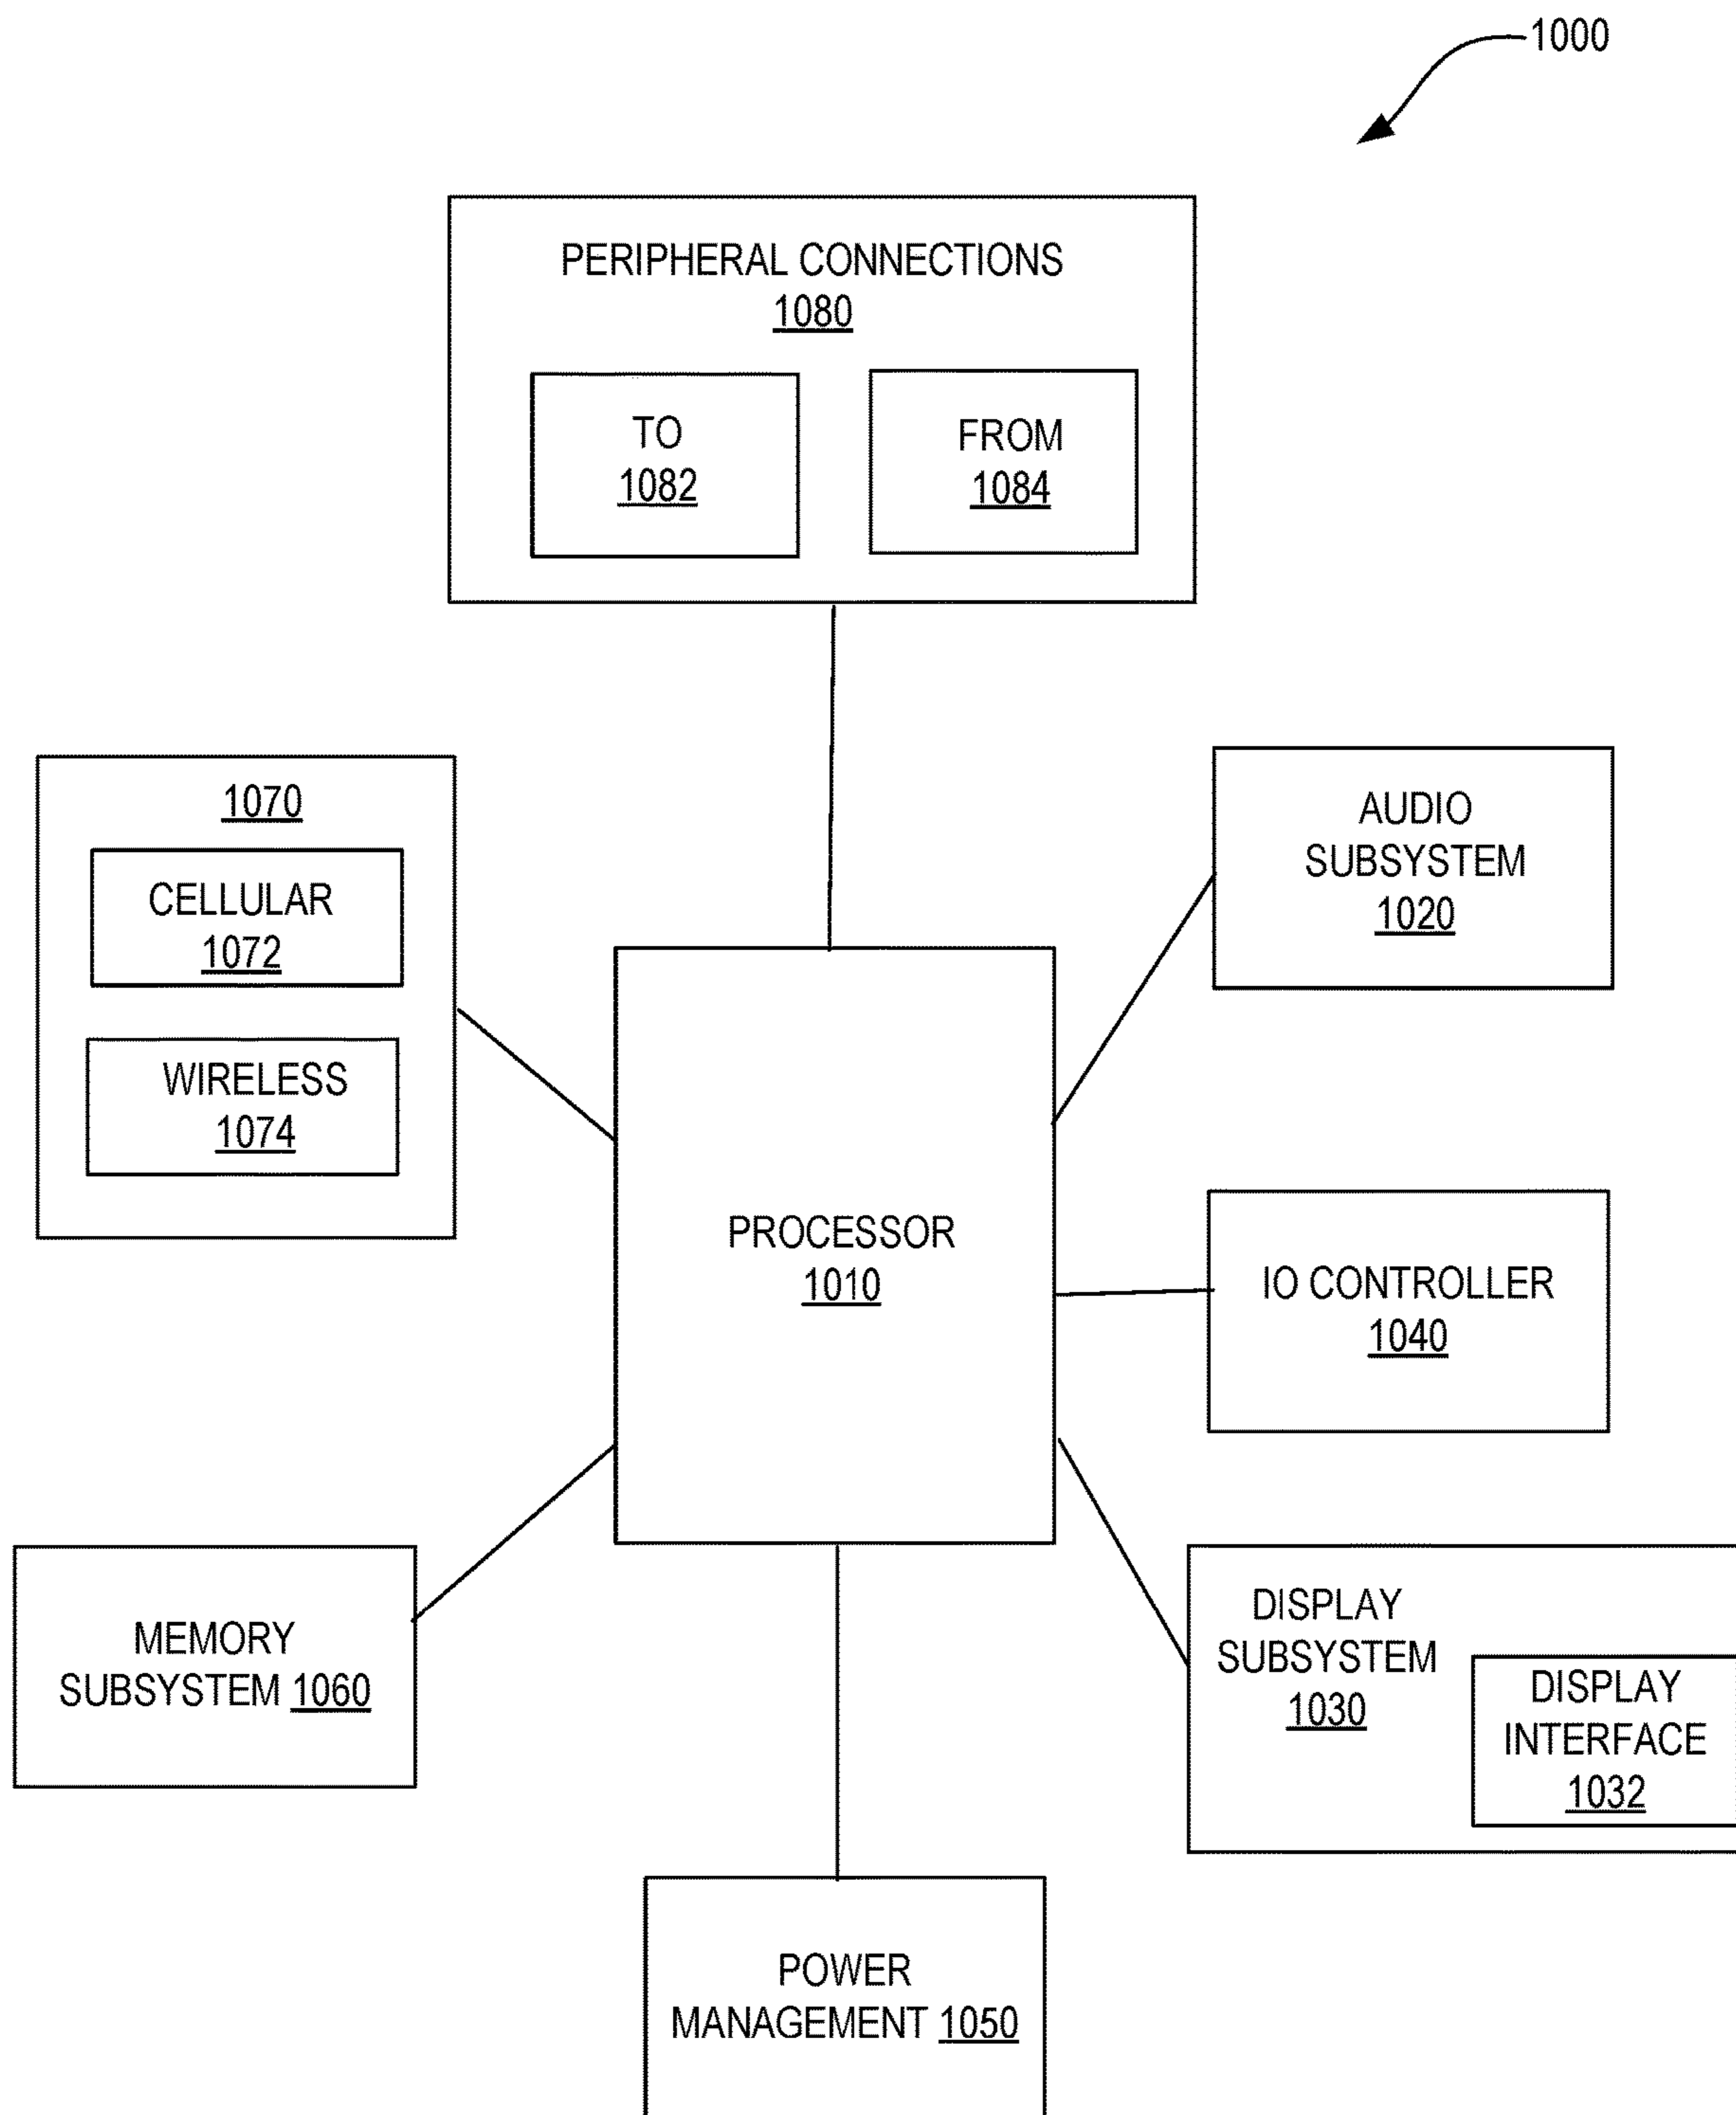 1000
PERIPHERAL CONNECTIONS
1080
TO
1082
FROM
1084
1070
CELLULAR
1072
WIRELESS
1074
AUDIO
SUBSYSTEM
1020
PROCESSOR
1010
IO CONTROLLER
1040
MEMORY
SUBSYSTEM 1060
DISPLAY
SUBSYSTEM
1030
DISPLAY
INTERFACE
1032
POWER
MANAGEMENT 1050